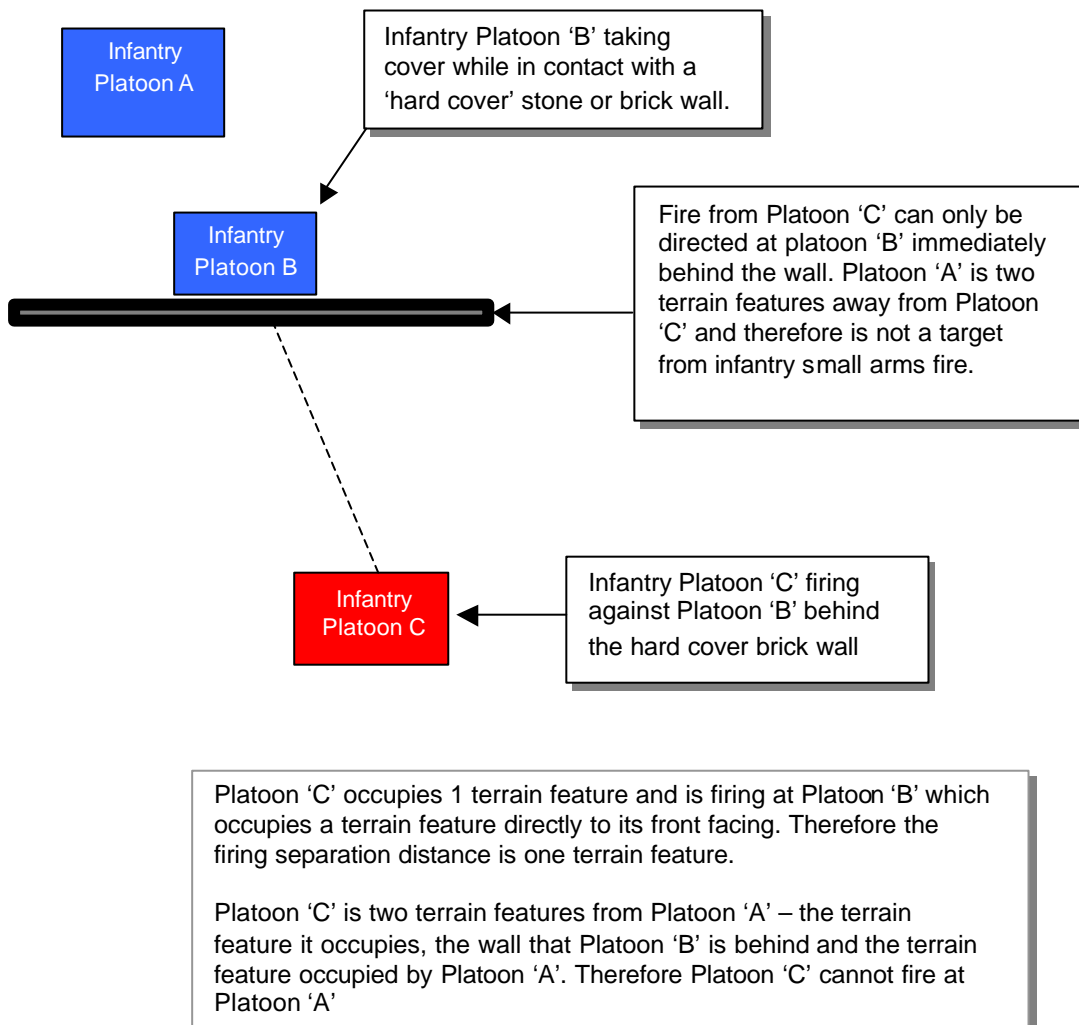 Infantry
Platoon A
Infantry Platoon ‘B’ taking
cover while in contact with a
‘hard cover’ stone or brick wall.
Infantry
Platoon B
Fire from Platoon ‘C’ can only be
directed at platoon ‘B’ immediately
behind the wall. Platoon ‘A’ is two
terrain features away from Platoon
‘C’ and therefore is not a target
from infantry small arms fire.
Infantry
Platoon C
Infantry Platoon ‘C’ firing
against Platoon ‘B’ behind
the hard cover brick wall
Platoon ‘C’ occupies 1 terrain feature and is firing at Platoon ‘B’ which
occupies a terrain feature directly to its front facing. Therefore the
firing separation distance is one terrain feature.
Platoon ‘C’ is two terrain features from Platoon ‘A’ – the terrain
feature it occupies, the wall that Platoon ‘B’ is behind and the terrain
feature occupied by Platoon ‘A’. Therefore Platoon ‘C’ cannot fire at
Platoon ‘A’